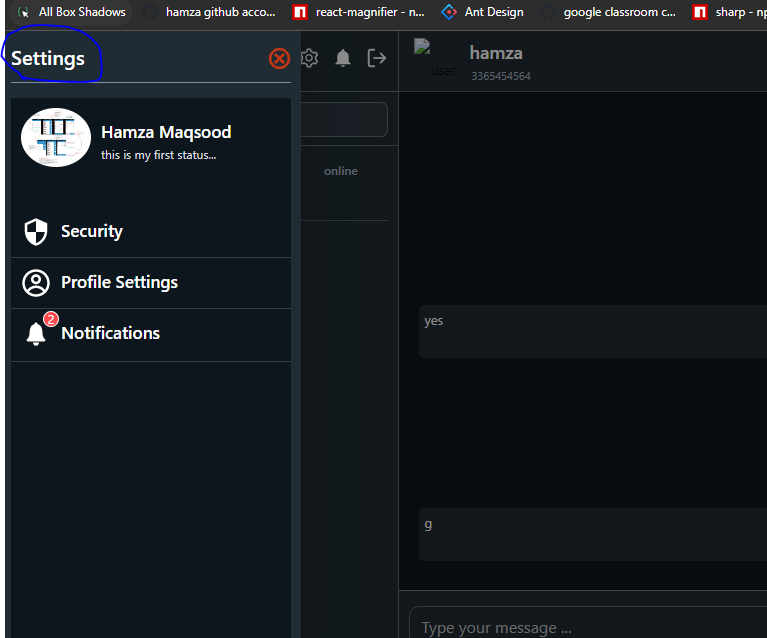 All Box Shadows
hamza github acco...
react-magnifier - n...
Ant Design
google classroom c...
sharp - np
Settings
hamza
user
3365454564
Hamza Maqsood
this is my first status...
online
Security
Profile Settings
2
Notifications
yes
g
Type your message ...